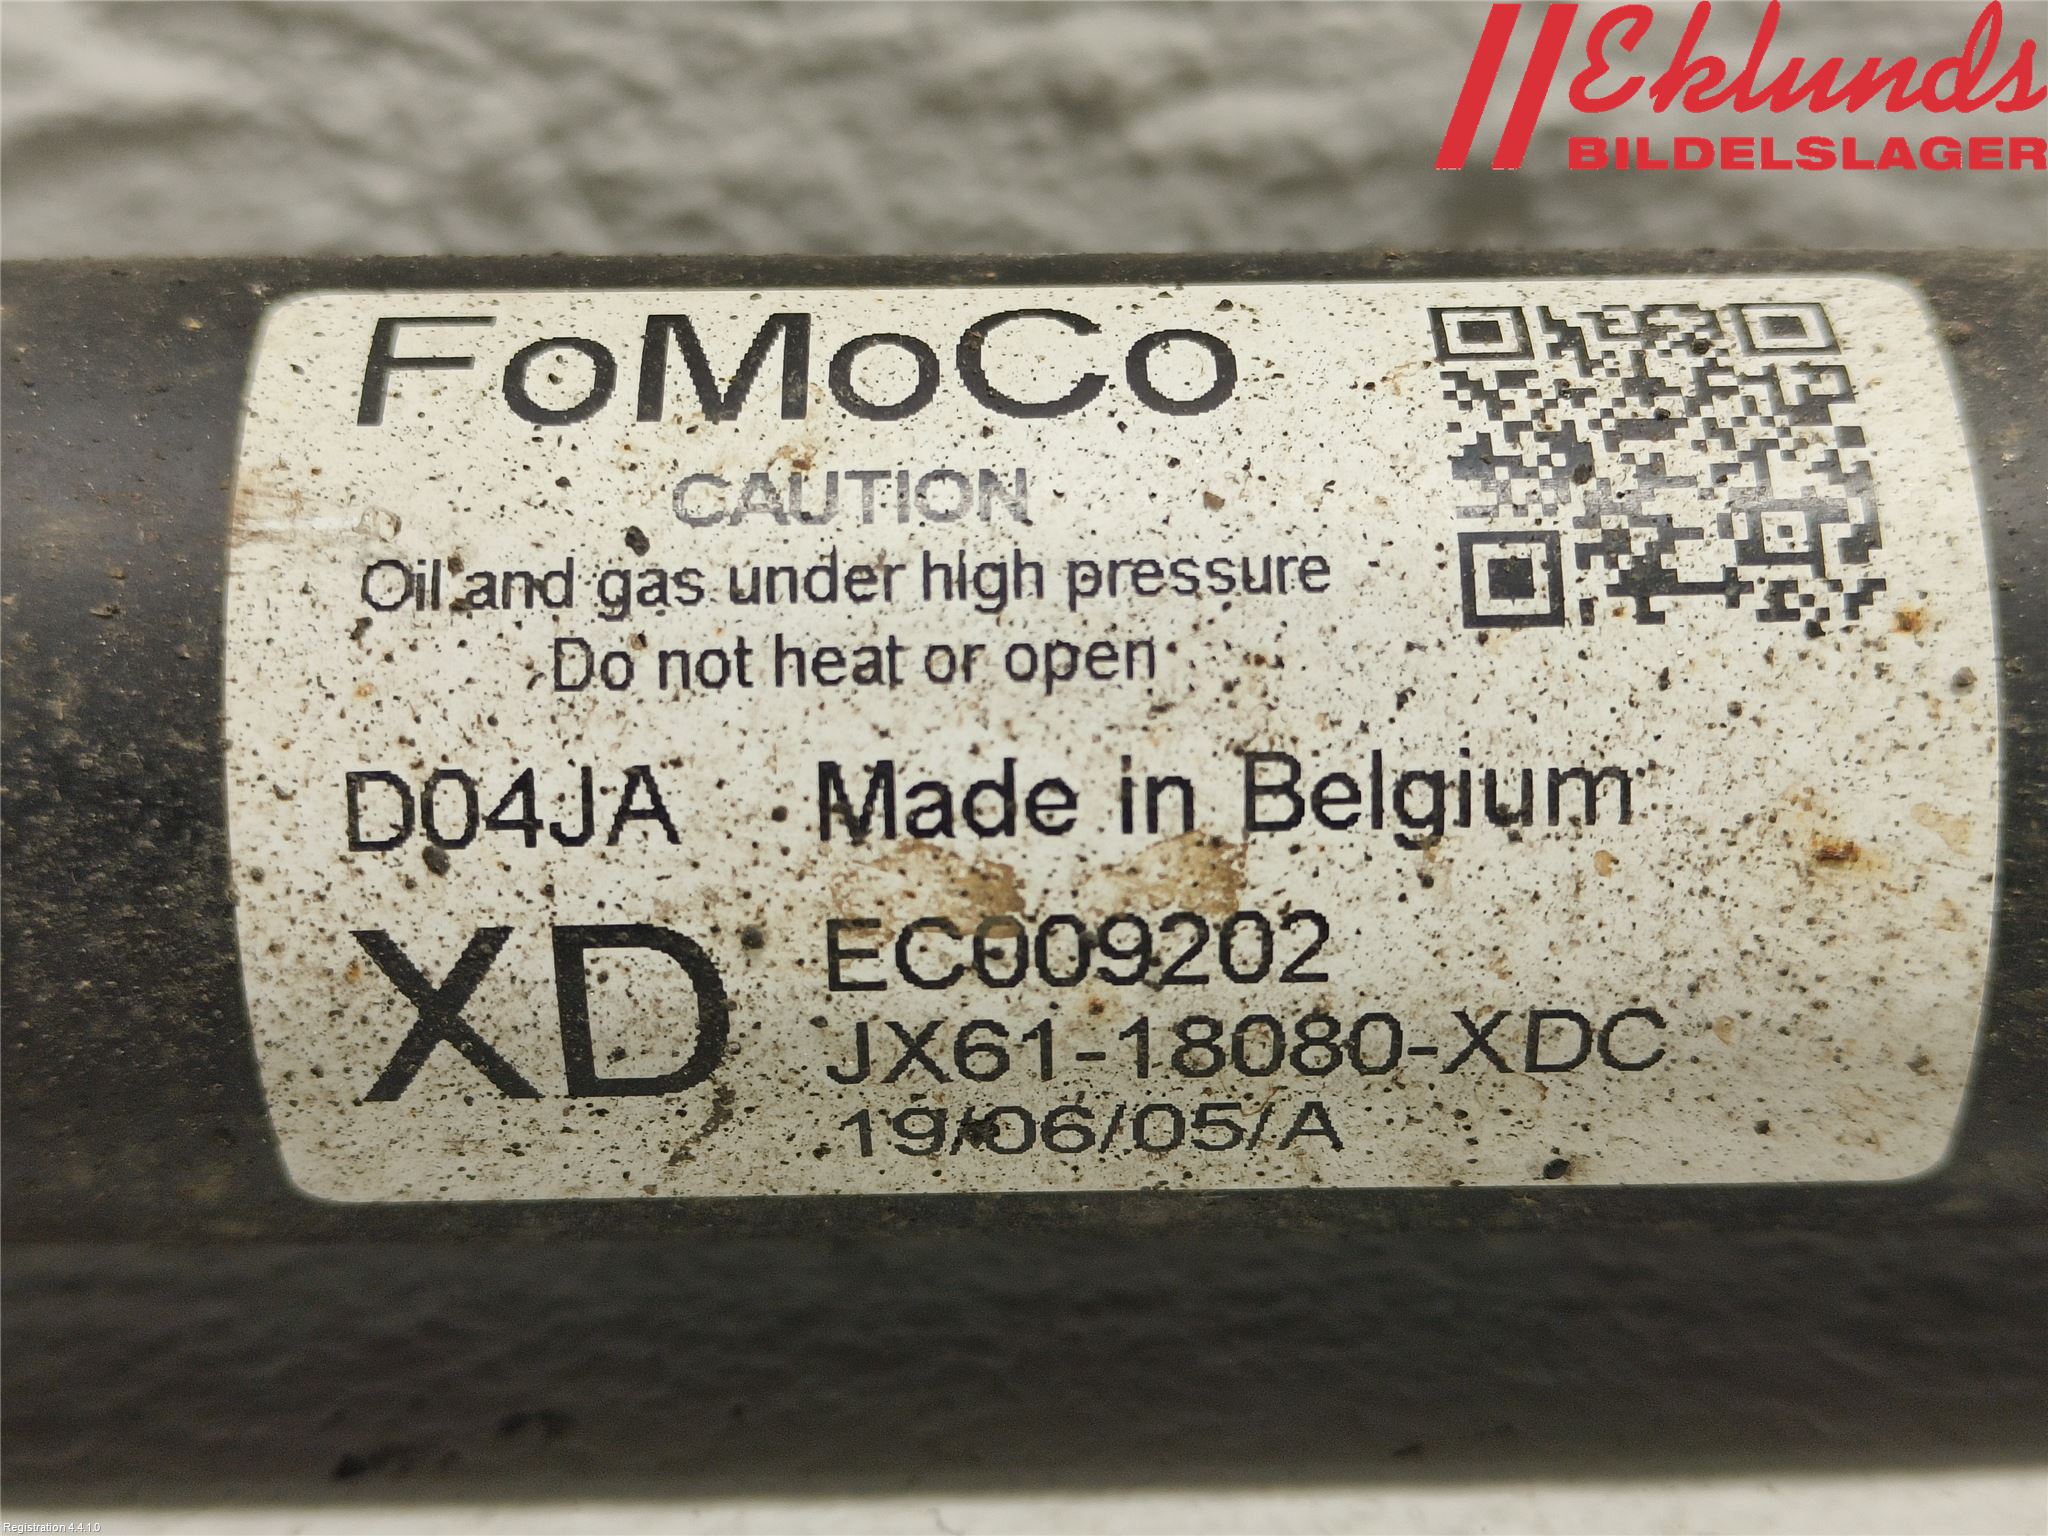 Eklunds
BILDELSLAGER
FoMoCo
CAUTION
Oil and gas under high pressure
Do not heat or open
D04JA Made in Belgium
XD EC009202
JX61-18080-XDC
19/06/05/A
Registration 4.4.1.0